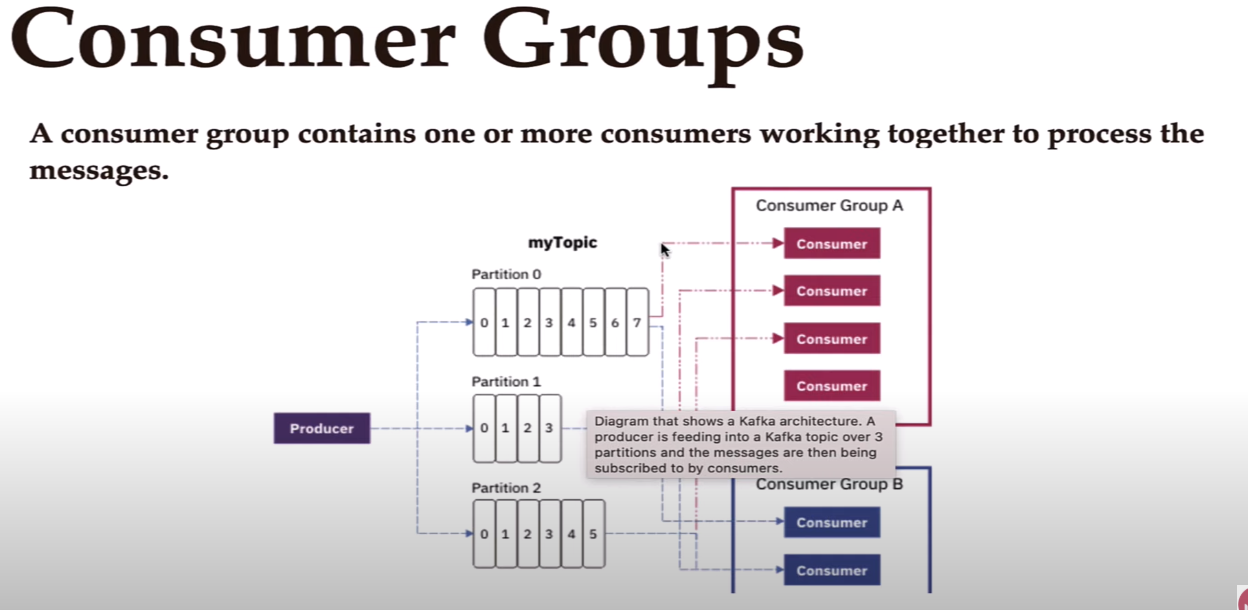 Consumer Groups
A consumer group contains one or more consumers working together to process the
messages.
myTopic
Partition 0
0 1 2 3 4 5 6 7
Partition 1
0 1 2 3
Partition 2
0 1 2 3 4 5
Producer
Diagram that shows a Kafka architecture. A
producer is feeding into a Kafka topic over 3
partitions and the messages are then being
subscribed to by consumers.
Consumer Group A
Consumer
Consumer
Consumer
Consumer
Consumer Group B
Consumer
Consumer